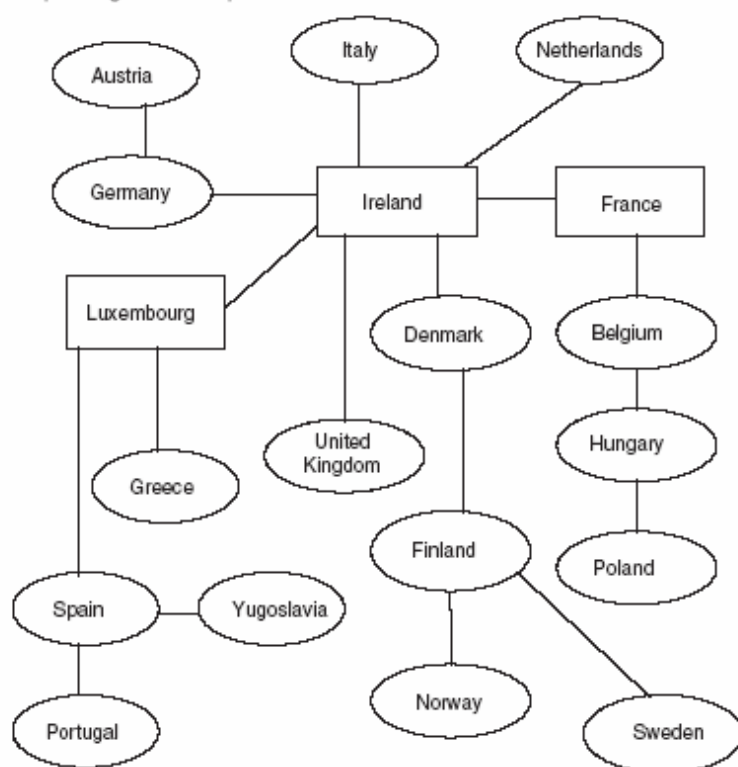 Italy
Netherlands
Austria
Germany
Ireland
France
Luxembourg
Denmark
Belgium
United
Kingdom
Hungary
Greece
Finland
Poland
Spain
Yugoslavia
Norway
Portugal
Sweden